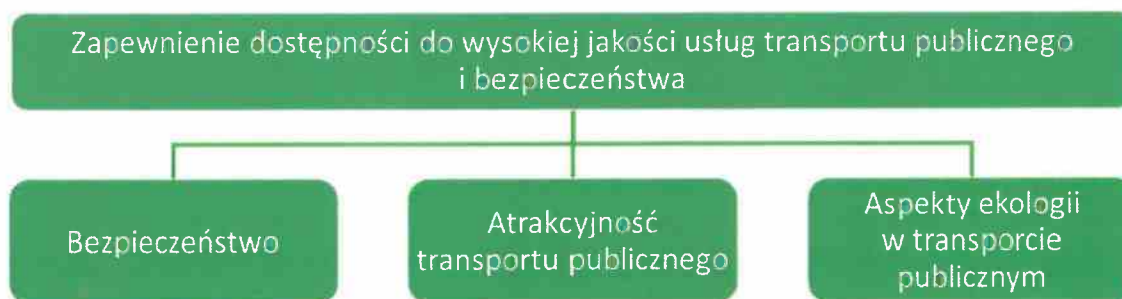 Zapewnienie dostępności do wysokiej jakości usług transportu publicznego
i bezpieczeństwa
Bezpieczeństwo
Atrakcyjność
transportu publicznego
Aspekty ekologii
w transporcie
publicznym